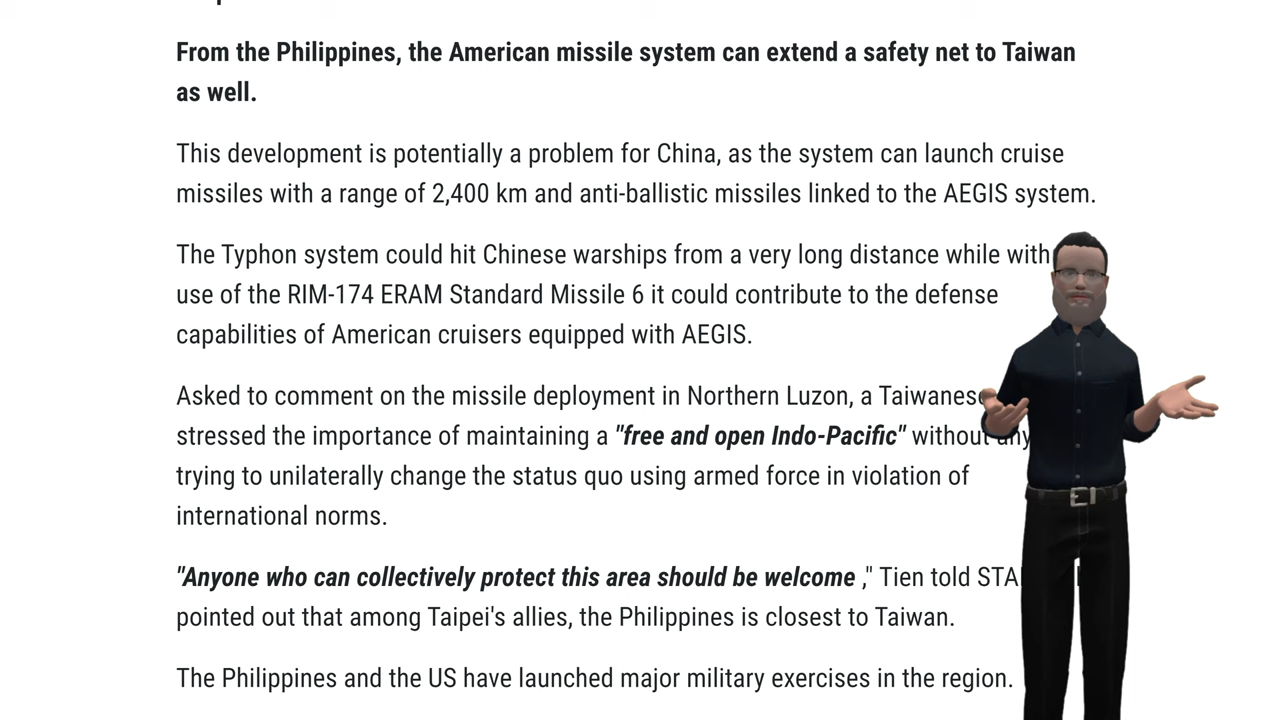 From the Philippines, the American missile system can extend a safety net to Taiwan
as well.
This development is potentially a problem for China, as the system can launch cruise
missiles with a range of 2,400 km and anti-ballistic missiles linked to the AEGIS system.
The Typhon system could hit Chinese warships from a very long distance while with
use of the RIM-174 ERAM Standard Missile 6 it could contribute to the defense
capabilities of American cruisers equipped with AEGIS.
Asked to comment on the missile deployment in Northern Luzon, a Taiwanese
stressed the importance of maintaining a "free and open Indo-Pacific" without any
trying to unilaterally change the status quo using armed force in violation of
international norms.
"Anyone who can collectively protect this area should be welcome ," Tien told
pointed out that among Taipei's allies, the Philippines is closest to Taiwan.
The Philippines and the US have launched major military exercises in the region.